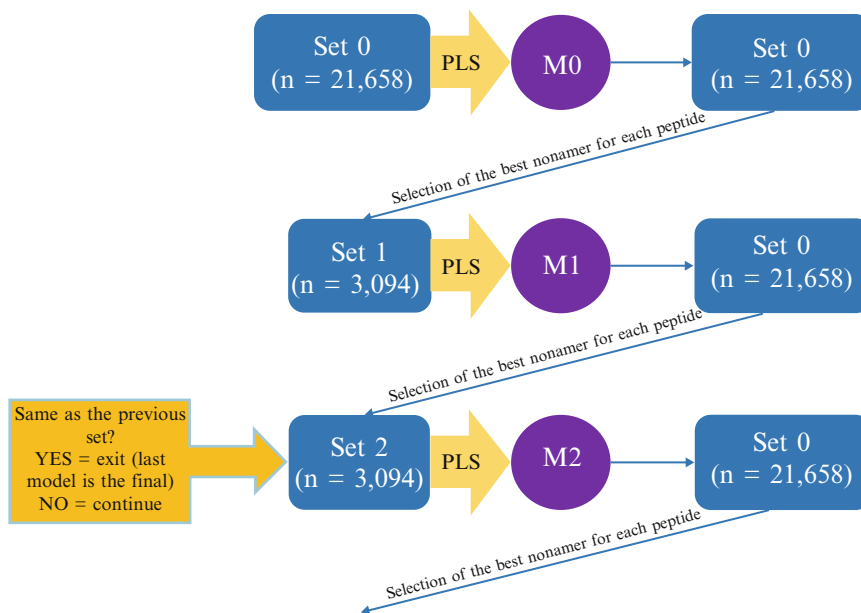 Set 0
(n = 21,658)
PLS
M0
Set 0
(n = 21,658)
Selection of the best nonamer for each peptide
Set 1
(n = 3,094)
PLS
M1
Set 0
(n = 21,658)
Selection of the best nonamer for each peptide
Same as the previous
set?
YES = exit (last
model is the final)
NO = continue
Set 2
(n = 3,094)
PLS
M2
Set 0
(n = 21,658)
Selection of the best nonamer for each peptide